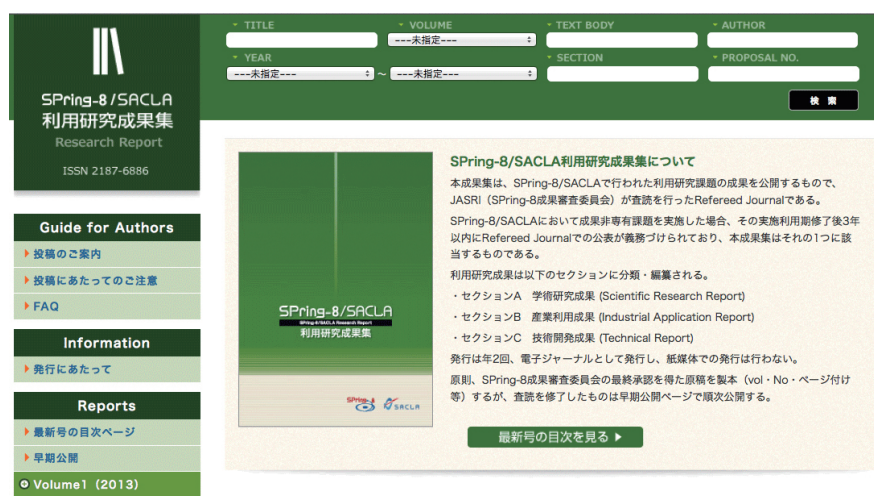 SPring-8/SACLA
利用研究成果集
Research Report
ISSN 2187-6886
TITLE
VOLUME
TEXT BODY
AUTHOR
---未指定---
YEAR
SECTION
PROPOSAL NO.
---未指定--- ~ ---未指定---
検 索
Guide for Authors
投稿のご案内
投稿にあたってのご注意
FAQ
Information
発行にあたって
Reports
最新号の目次ページ
早期公開
Volume1（2013）
SPring-8/SACLA
SPring-8/SACLA Research Report
利用研究成果集
SPring-8
SACLA
SPring-8/SACLA利用研究成果集について
本成果集は、SPring-8/SACLAで行われた利用研究課題の成果を公開するもので、
JASRI（SPring-8成果審査委員会）が査読を行ったRefereed Journalである。
SPring-8/SACLAにおいて成果非専有課題を実施した場合、その実施利用期修了後3年
以内にRefereed Journalでの公表が義務づけられており、本成果集はそれの1つに該
当するものである。
利用研究成果は以下のセクションに分類・編纂される。
・セクションA　学術研究成果 (Scientific Research Report)
・セクションB　産業利用成果 (Industrial Application Report)
・セクションC　技術開発成果 (Technical Report)
発行は年2回、電子ジャーナルとして発行し、紙媒体での発行は行わない。
原則、SPring-8成果審査委員会の最終承認を得た原稿を製本（vol・No・ページ付け
等）するが、査読を修了したものは早期公開ページで順次公開する。
最新号の目次を見る